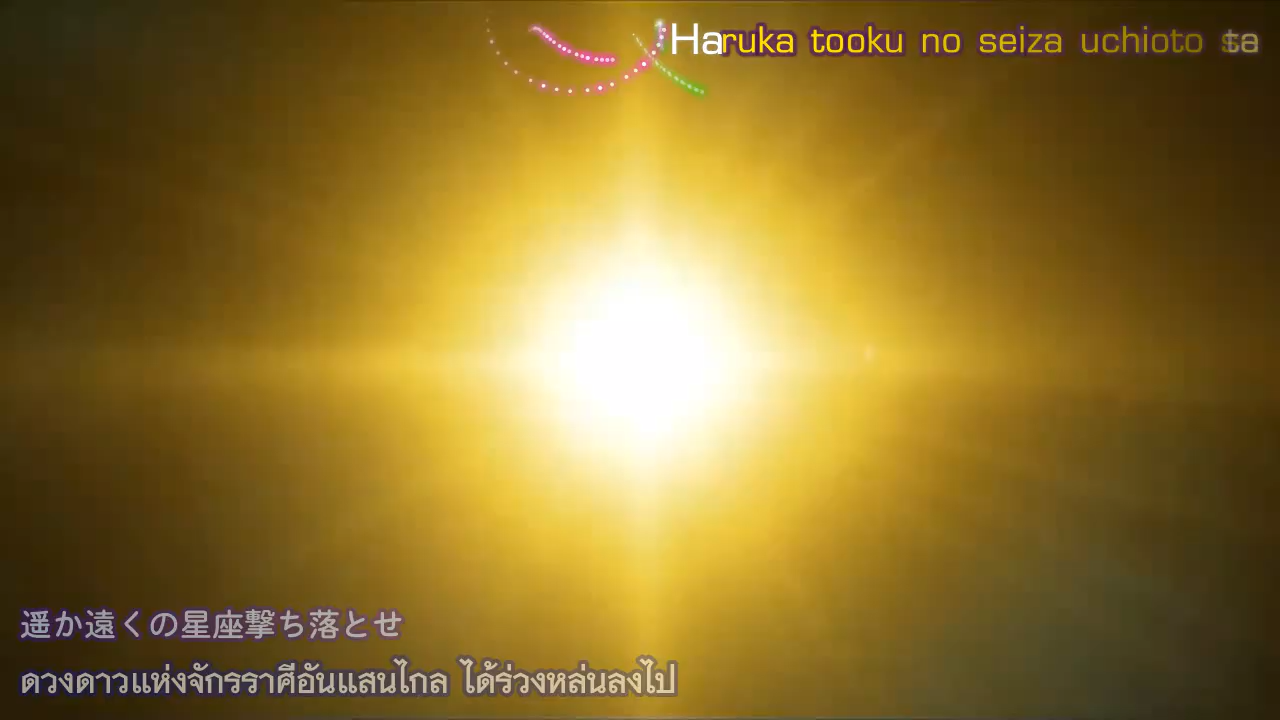 Haruka tooku no seiza uchioto se
遥か遠くの星座撃ち落とせ
ดวงดาวแห่งจักรราศีอันแสนไกล ได้ร่วงหล่นลงไป